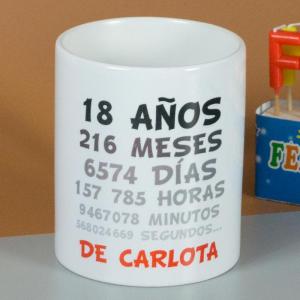 18 AÑOS
216 MESES
6574 DÍAS
157 785 HORAS
9467078 MINUTOS
568024669 SEGUNDOS...
DE CARLOTA